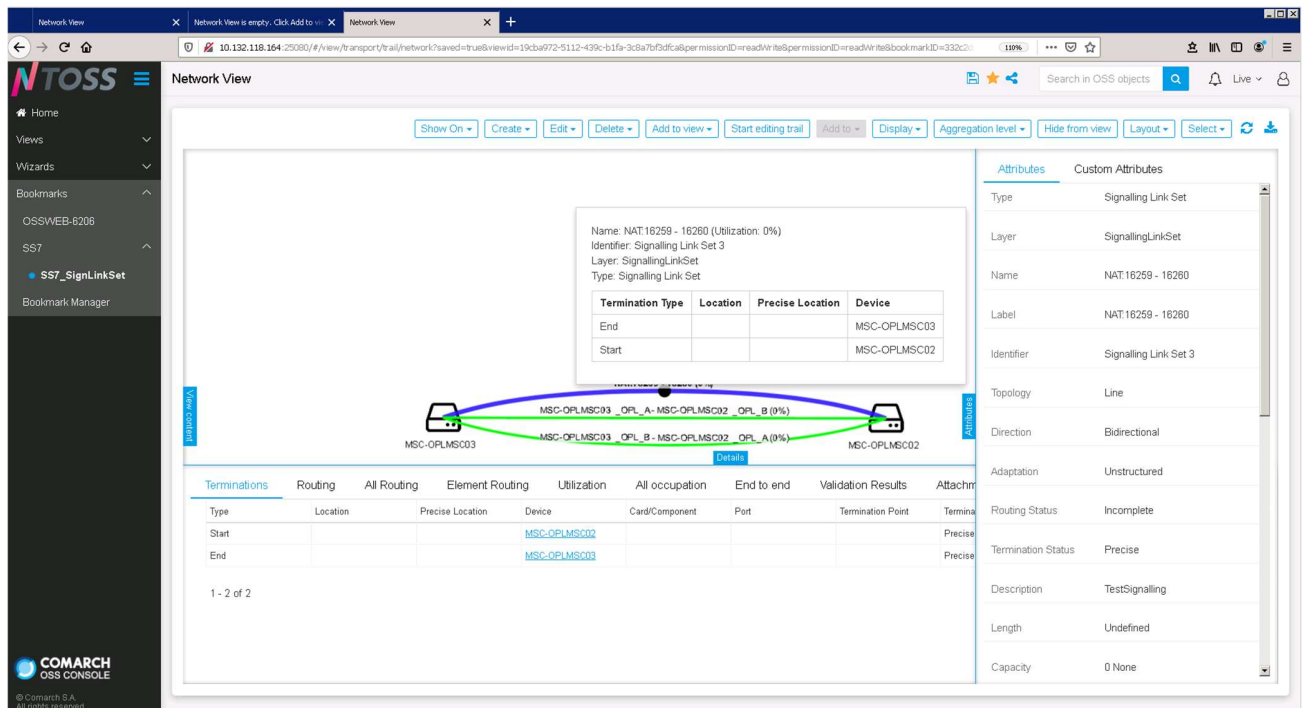 Network View
Network View is empty. Click Add to vi
Network View
10.132.118.164:25080/#/view/transport/trail/network?saved=true&viewid=19cba972-5112-439c-b1fa-3c8a7bf3dfca&permissionID=readWrite&permissionID=readWrite&bookmarkID=332c2c
110%
NTOSS
Network View
Search in OSS objects
Live
Home
Views
Wizards
Bookmarks
OSSWEB-6206
SS7
SS7_SignLinkSet
Bookmark Manager
Show On
Create
Edit
Delete
Add to view
Start editing trail
Add to
Display
Aggregation level
Hide from view
Layout
Select
Name: NAT:16259 - 16260 (Utilization: 0%)
Identifier: Signalling Link Set 3
Layer: SignallingLinkSet
Type: Signalling Link Set
Termination Type Location Precise Location Device
End MSC-OPLMSC03
Start MSC-OPLMSC02
NAT:16259 - 16260 (0%)
MSC-OPLMSC03 _OPL_A- MSC-OPLMSC02 _OPL_B (0%)
MSC-OPLMSC03 _OPL_B - MSC-OPLMSC02 _OPL_A (0%)
MSC-OPLMSC03
MSC-OPLMSC02
View content
Attributes
Details
Terminations Routing All Routing Element Routing Utilization All occupation End to end Validation Results Attachm
Type Location Precise Location Device Card/Component Port Termination Point Termina
Start MSC-OPLMSC02 Precise
End MSC-OPLMSC03 Precise
1 - 2 of 2
Attributes Custom Attributes
Type Signalling Link Set
Layer SignallingLinkSet
Name NAT:16259 - 16260
Label NAT:16259 - 16260
Identifier Signalling Link Set 3
Topology Line
Direction Bidirectional
Adaptation Unstructured
Routing Status Incomplete
Termination Status Precise
Description TestSignalling
Length Undefined
Capacity 0 None
COMARCH
OSS CONSOLE
© Comarch S.A.
All rights reserved